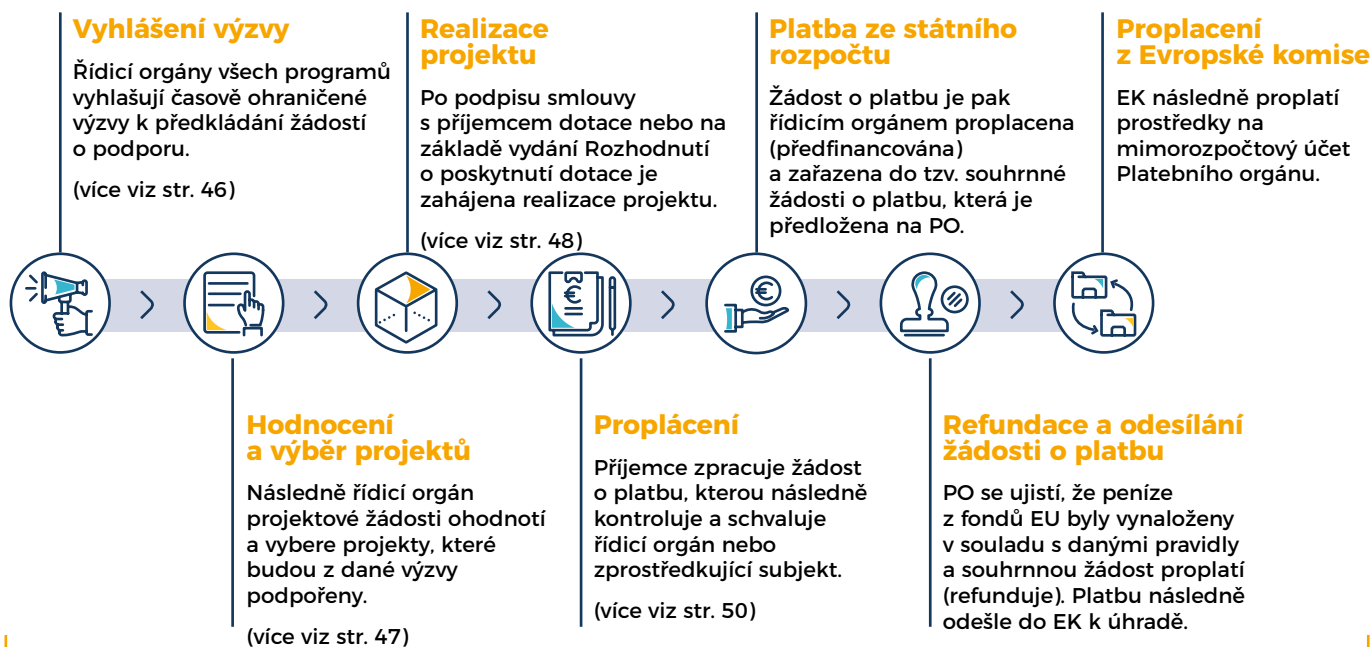 Vyhlášení výzvy
Řídicí orgány všech programů
vyhlašují časově ohraničené
výzvy k předkládání žádostí
o podporu.
(více viz str. 46)
Hodnocení
a výběr projektů
Následně řídicí orgán
projektové žádosti ohodnotí
a vybere projekty, které
budou z dané výzvy
podpořeny.
(více viz str. 47)
Realizace
projektu
Po podpisu smlouvy
s příjemcem dotace nebo na
základě vydání Rozhodnutí
o poskytnutí dotace je
zahájena realizace projektu.
(více viz str. 48)
Proplácení
Příjemce zpracuje žádost
o platbu, kterou následně
kontroluje a schvaluje
řídicí orgán nebo
zprostředkující subjekt.
(více viz str. 50)
Platba ze státního
rozpočtu
Žádost o platbu je pak
řídicím orgánem proplacena
(předfinancována)
a zařazena do tzv. souhrnné
žádosti o platbu, která je
předložena na PO.
Refundace a odesílání
žádosti o platbu
PO se ujistí, že peníze
z fondů EU byly vynaloženy
v souladu s danými pravidly
a souhrnnou žádost proplatí
(refunduje). Platbu následně
odešle do EK k úhradě.
Proplacení
z Evropské komise
EK následně proplatí
prostředky na
mimorozpočtový účet
Platebního orgánu.